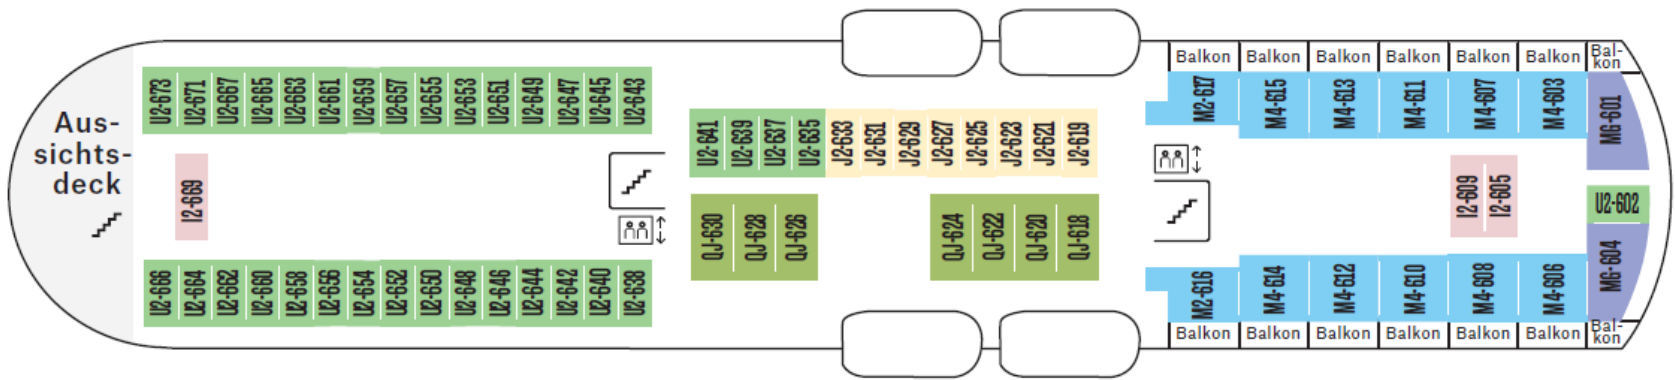 Balkon Balkon Balkon Balkon Balkon Balkon Bal-
kon
U2-673 U2-671 U2-667 U2-665 U2-663 U2-661 U2-659 U2-657 U2-655 U2-653 U2-651 U2-649 U2-647 U2-645 U2-643
M2-617 M4-615 M4-613 M4-611 M4-607 M4-603 M6-601
Aus-
sichts-
deck
U2-641 U2-639 U2-637 U2-635 J2-633 J2-631 J2-629 J2-627 J2-625 J2-623 J2-621 J2-619
I2-669
I2-609 I2-605
U2-602
QJ-630 QJ-628 QJ-626 QJ-624 QJ-622 QJ-620 QJ-618
U2-666 U2-664 U2-662 U2-660 U2-658 U2-656 U2-654 U2-652 U2-650 U2-648 U2-646 U2-644 U2-642 U2-640 U2-638
M2-616 M4-614 M4-612 M4-610 M4-608 M4-606 M6-604
Balkon Balkon Balkon Balkon Balkon Balkon Bal-
kon